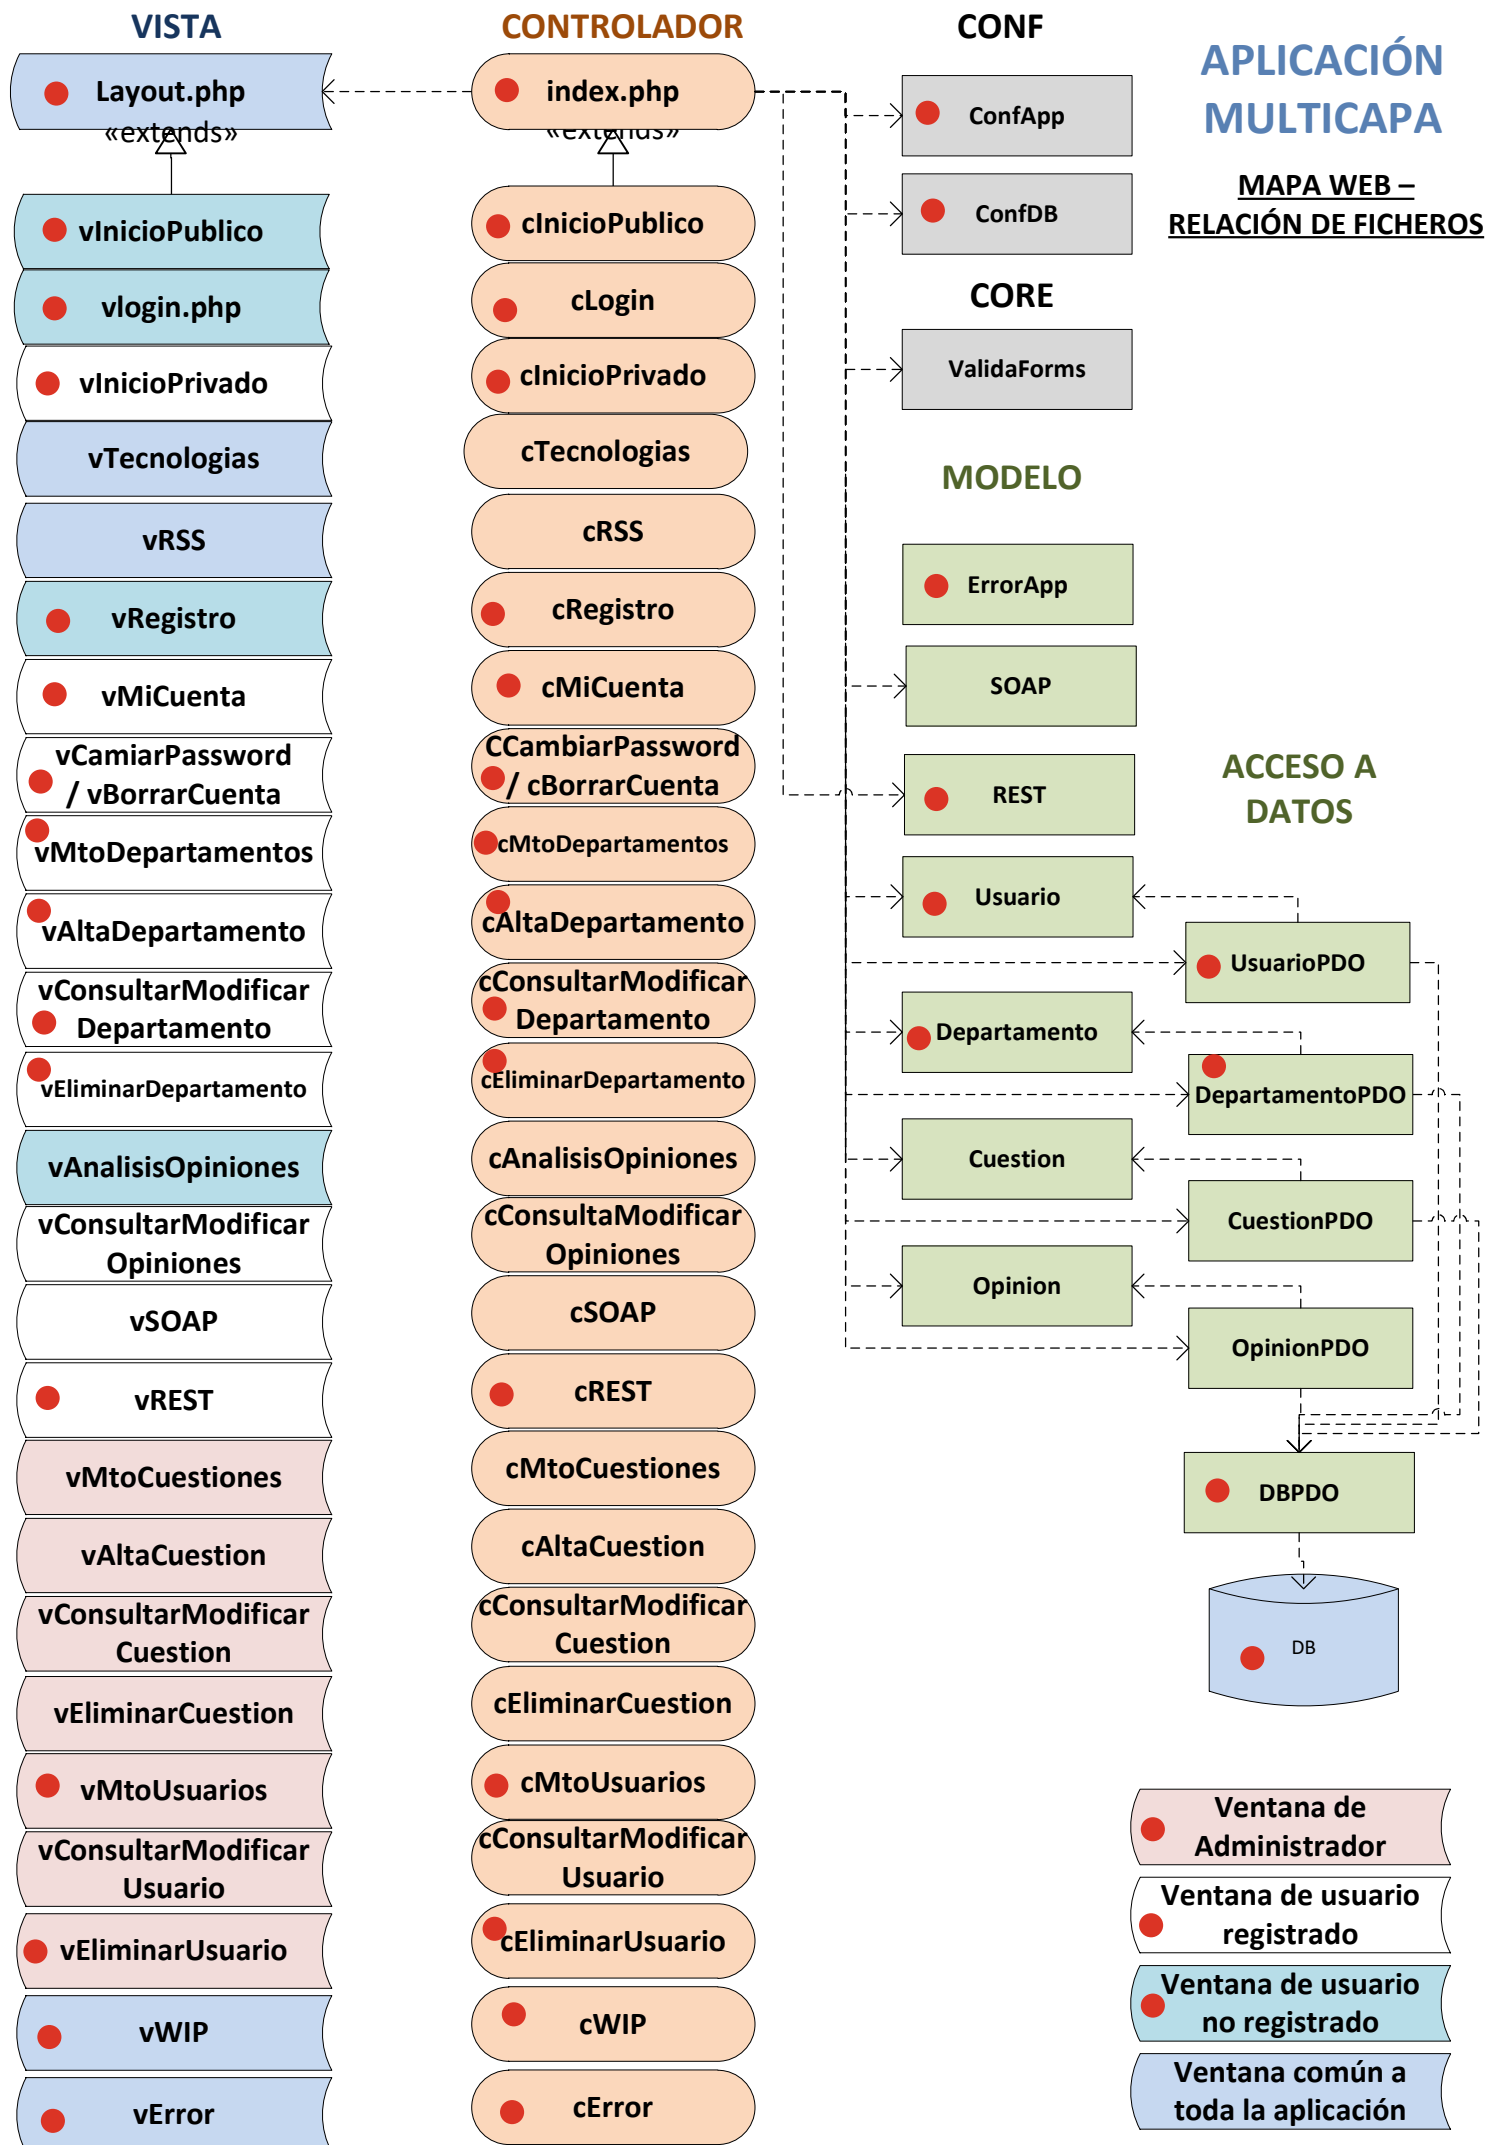 VISTA
Layout.php
«extends»
vInicioPublico
vlogin.php
vInicioPrivado
vTecnologias
vRSS
vRegistro
vMiCuenta
vCamiarPassword
/ vBorrarCuenta
vMtoDepartamentos
vAltaDepartamento
vConsultarModificar
Departamento
vEliminarDepartamento
vAnalisisOpiniones
vConsultarModificar
Opiniones
vSOAP
vREST
vMtoCuestiones
vAltaCuestion
vConsultarModificar
Cuestion
vEliminarCuestion
vMtoUsuarios
vConsultarModificar
Usuario
vEliminarUsuario
vWIP
vError
CONTROLADOR
index.php
«extends»
cInicioPublico
cLogin
cInicioPrivado
cTecnologias
cRSS
cRegistro
cMiCuenta
CCambiarPassword
/ cBorrarCuenta
cMtoDepartamentos
cAltaDepartamento
cConsultarModificar
Departamento
cEliminarDepartamento
cAnalisisOpiniones
cConsultaModificar
Opiniones
cSOAP
cREST
cMtoCuestiones
cAltaCuestion
cConsultarModificar
Cuestion
cEliminarCuestion
cMtoUsuarios
cConsultarModificar
Usuario
cEliminarUsuario
cWIP
cError
CONF
ConfApp
ConfDB
CORE
ValidaForms
MODELO
ErrorApp
SOAP
REST
Usuario
Departamento
Cuestion
Opinion
APLICACIÓN
MULTICAPA
MAPA WEB –
RELACIÓN DE FICHEROS
ACCESO A
DATOS
UsuarioPDO
DepartamentoPDO
CuestionPDO
OpinionPDO
DBPDO
DB
Ventana de
Administrador
Ventana de usuario
registrado
Ventana de usuario
no registrado
Ventana común a
toda la aplicación